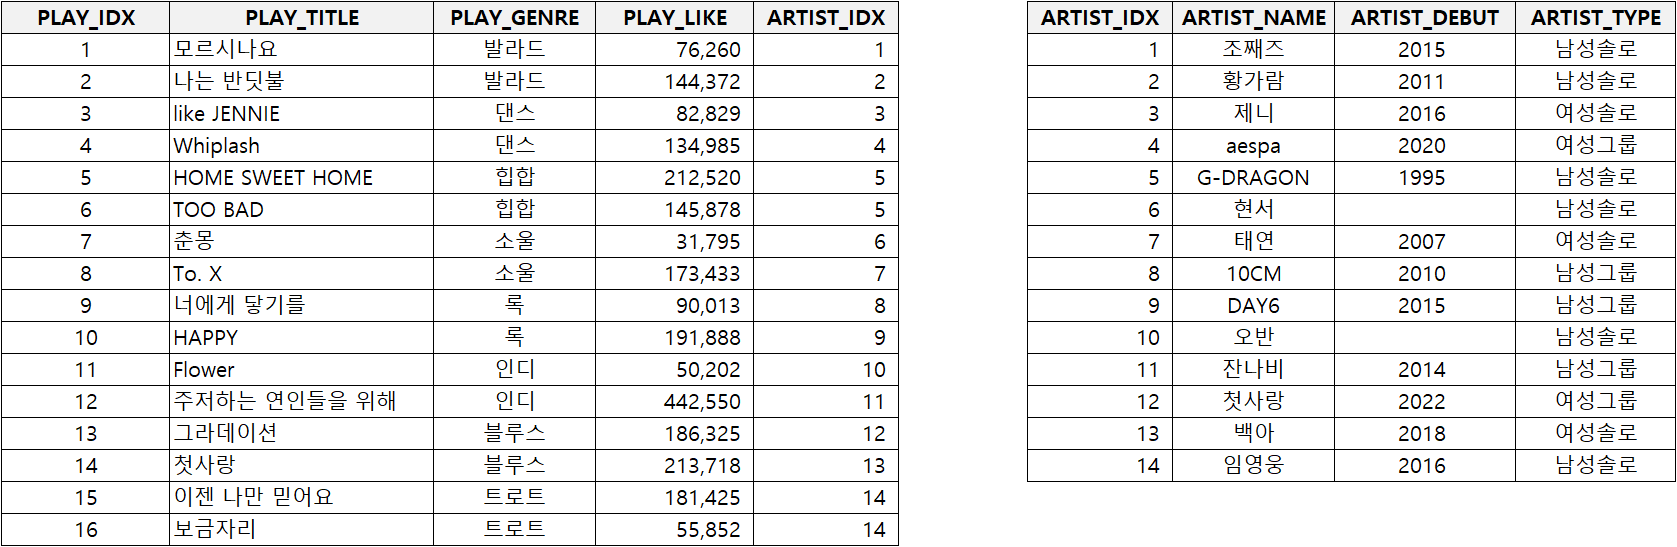 PLAY_IDX PLAY_TITLE PLAY_GENRE PLAY_LIKE ARTIST_IDX
1 모르시나요 발라드 76,260 1
2 나는 반딧불 발라드 144,372 2
3 like JENNIE 댄스 82,829 3
4 Whiplash 댄스 134,985 4
5 HOME SWEET HOME 힙합 212,520 5
6 TOO BAD 힙합 145,878 5
7 춘몽 소울 31,795 6
8 To. X 소울 173,433 7
9 너에게 닿기를 록 90,013 8
10 HAPPY 록 191,888 9
11 Flower 인디 50,202 10
12 주저하는 연인들을 위해 인디 442,550 11
13 그라데이션 블루스 186,325 12
14 첫사랑 블루스 213,718 13
15 이젠 나만 믿어요 트로트 181,425 14
16 보금자리 트로트 55,852 14
ARTIST_IDX ARTIST_NAME ARTIST_DEBUT ARTIST_TYPE
1 조째즈 2015 남성솔로
2 황가람 2011 남성솔로
3 제니 2016 여성솔로
4 aespa 2020 여성그룹
5 G-DRAGON 1995 남성솔로
6 현서 남성솔로
7 태연 2007 여성솔로
8 10CM 2010 남성그룹
9 DAY6 2015 남성그룹
10 오반 남성솔로
11 잔나비 2014 남성그룹
12 첫사랑 2022 여성그룹
13 백아 2018 여성솔로
14 임영웅 2016 남성솔로